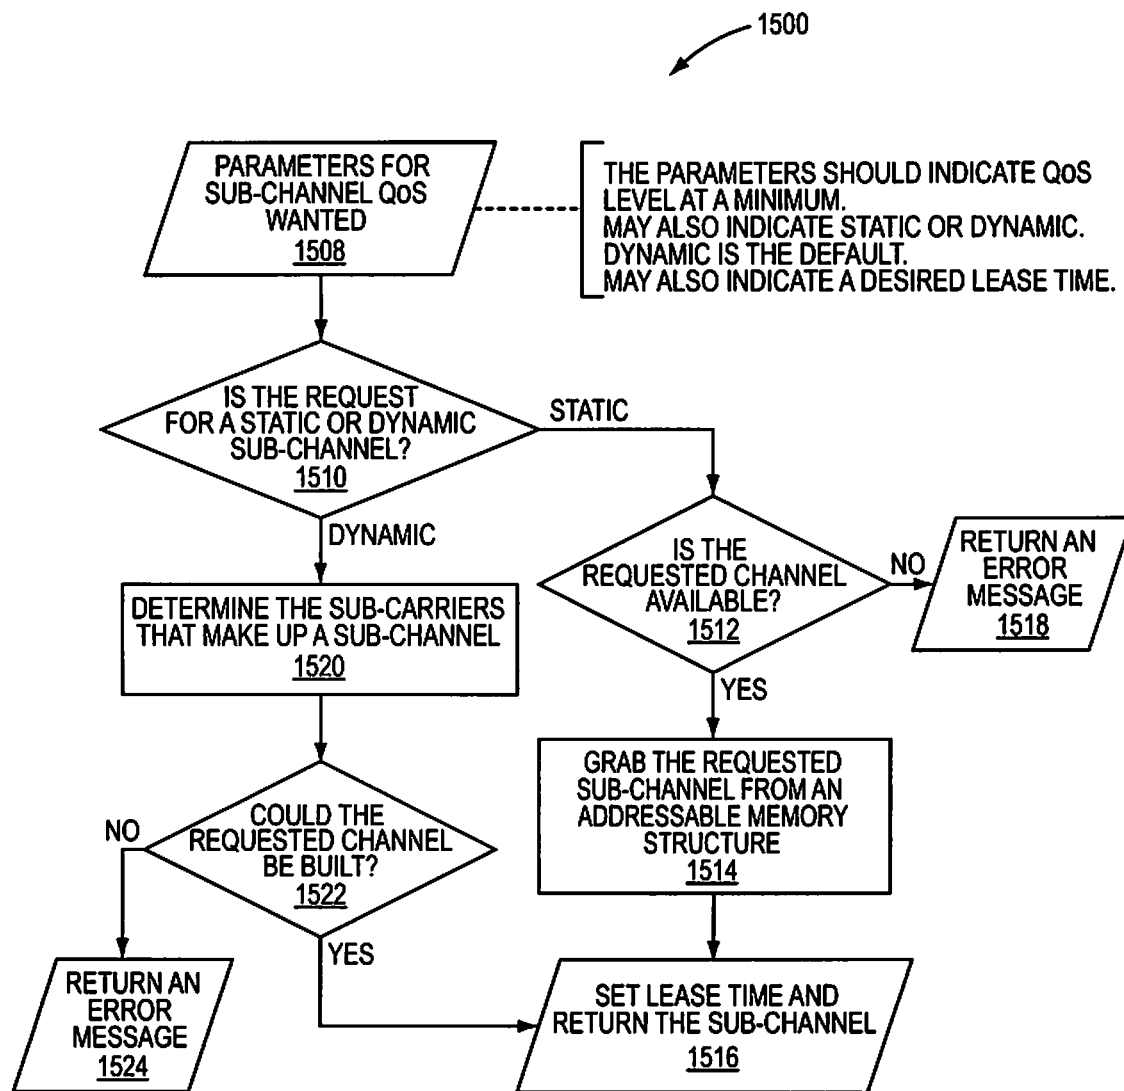 1500
PARAMETERS FOR
SUB-CHANNEL QoS
WANTED
1508
THE PARAMETERS SHOULD INDICATE QoS
LEVEL AT A MINIMUM.
MAY ALSO INDICATE STATIC OR DYNAMIC.
DYNAMIC IS THE DEFAULT.
MAY ALSO INDICATE A DESIRED LEASE TIME.
IS THE REQUEST
FOR A STATIC OR DYNAMIC
SUB-CHANNEL?
1510
STATIC
DYNAMIC
IS THE
REQUESTED CHANNEL
AVAILABLE?
1512
NO
RETURN AN
ERROR
MESSAGE
1518
DETERMINE THE SUB-CARRIERS
THAT MAKE UP A SUB-CHANNEL
1520
YES
GRAB THE REQUESTED
SUB-CHANNEL FROM AN
ADDRESSABLE MEMORY
STRUCTURE
1514
COULD THE
REQUESTED CHANNEL
BE BUILT?
1522
NO
YES
RETURN AN
ERROR
MESSAGE
1524
SET LEASE TIME AND
RETURN THE SUB-CHANNEL
1516